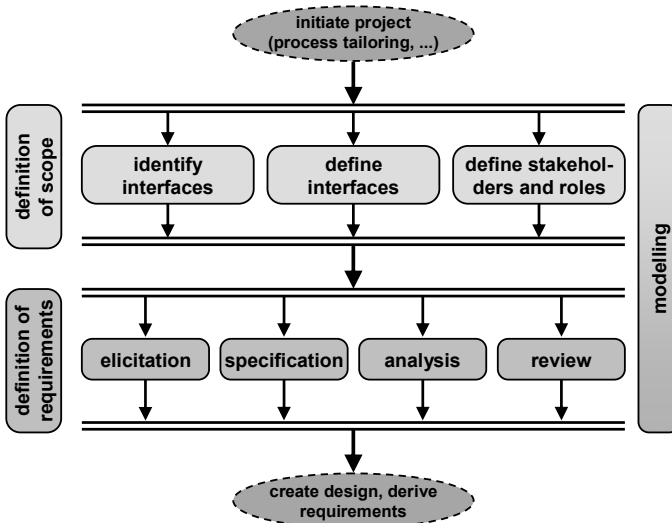 initiate project
(process tailoring, ...)
definition
of scope
identify
interfaces
define
interfaces
define stakehol-
ders and roles
modelling
definition of
requirements
elicitation
specification
analysis
review
create design, derive
requirements